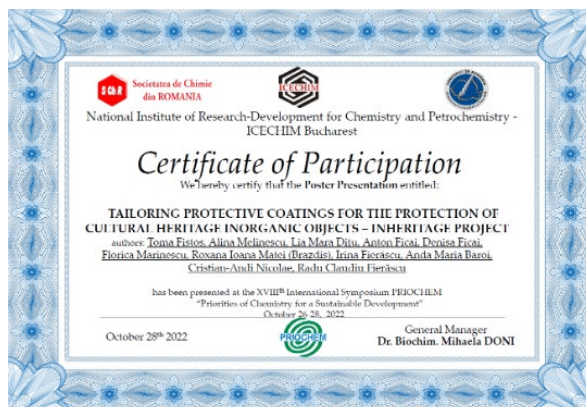 SChR
Societatea de Chimie
din ROMANIA
ICECHIM
National Institute of Research-Development for Chemistry and Petrochemistry -
ICECHIM Bucharest
Certificate of Participation
We hereby certify that the Poster Presentation entitled:
TAILORING PROTECTIVE COATINGS FOR THE PROTECTION OF
CULTURAL HERITAGE INORGANIC OBJECTS – INHERITAGE PROJECT
authors: Toma Fistos, Alina Melinescu, Lia Mara Ditu, Anton Ficai, Denisa Ficai,
Florica Marinescu, Roxana Ioana Matei (Brazdis), Irina Fierăscu, Anda Maria Baroi,
Cristian-Andi Nicolae, Radu Claudiu Fierăscu
has been presented at the XVIIIth International Symposium PRIOCHEM
"Priorities of Chemistry for a Sustainable Development"
October 26-28, 2022
October 28th 2022
PRIOCHEM
General Manager
Dr. Biochim. Mihaela DONI